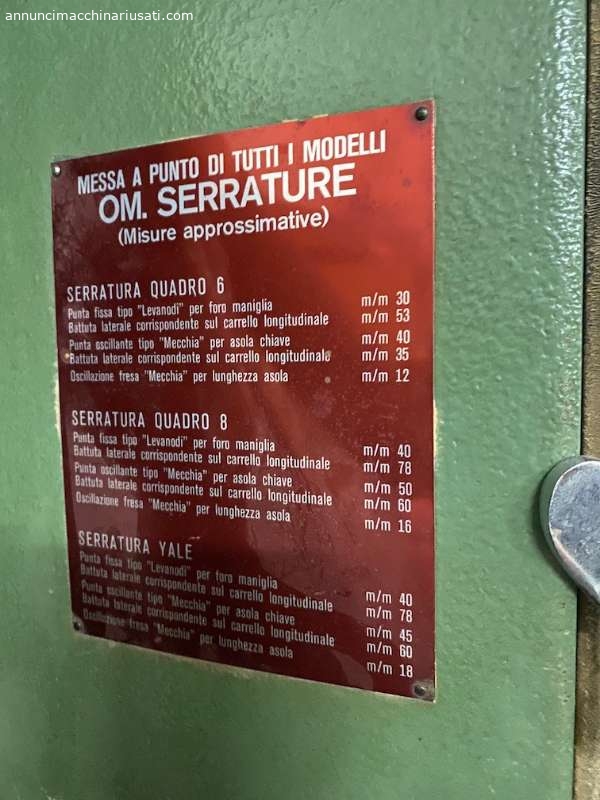 annuncimacchinariusati.com
MESSA A PUNTO DI TUTTI I MODELLI
OM. SERRATURE
(Misure approssimative)
SERRATURA QUADRO 6
Punta fissa tipo "Levanodi" per foro maniglia m/m 30
Battuta laterale corrispondente sul carrello longitudinale m/m 53
Punta oscillante tipo "Mecchia" per asola chiave m/m 40
Battuta laterale corrispondente sul carrello longitudinale m/m 35
Oscillazione fresa "Mecchia" per lunghezza asola m/m 12
SERRATURA QUADRO 8
Punta fissa tipo "Levanodi" per foro maniglia m/m 40
Battuta laterale corrispondente sul carrello longitudinale m/m 78
Punta oscillante tipo "Mecchia" per asola chiave m/m 50
Battuta laterale corrispondente sul carrello longitudinale m/m 60
Oscillazione fresa "Mecchia" per lunghezza asola m/m 16
SERRATURA YALE
Punta fissa tipo "Levanodi" per foro maniglia m/m 40
Battuta laterale corrispondente sul carrello longitudinale m/m 78
Punta oscillante tipo "Mecchia" per asola chiave m/m 45
Battuta laterale corrispondente sul carrello longitudinale m/m 60
Oscillazione fresa "Mecchia" per lunghezza asola m/m 18